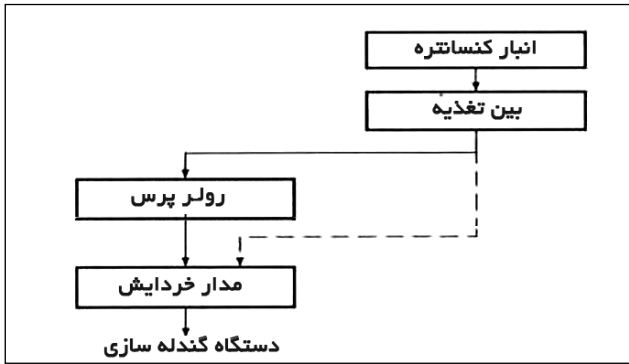 انبار کنسانتره
بین تغذیه
رولر پرس
مدار خردایش
دستگاه گندله سازی